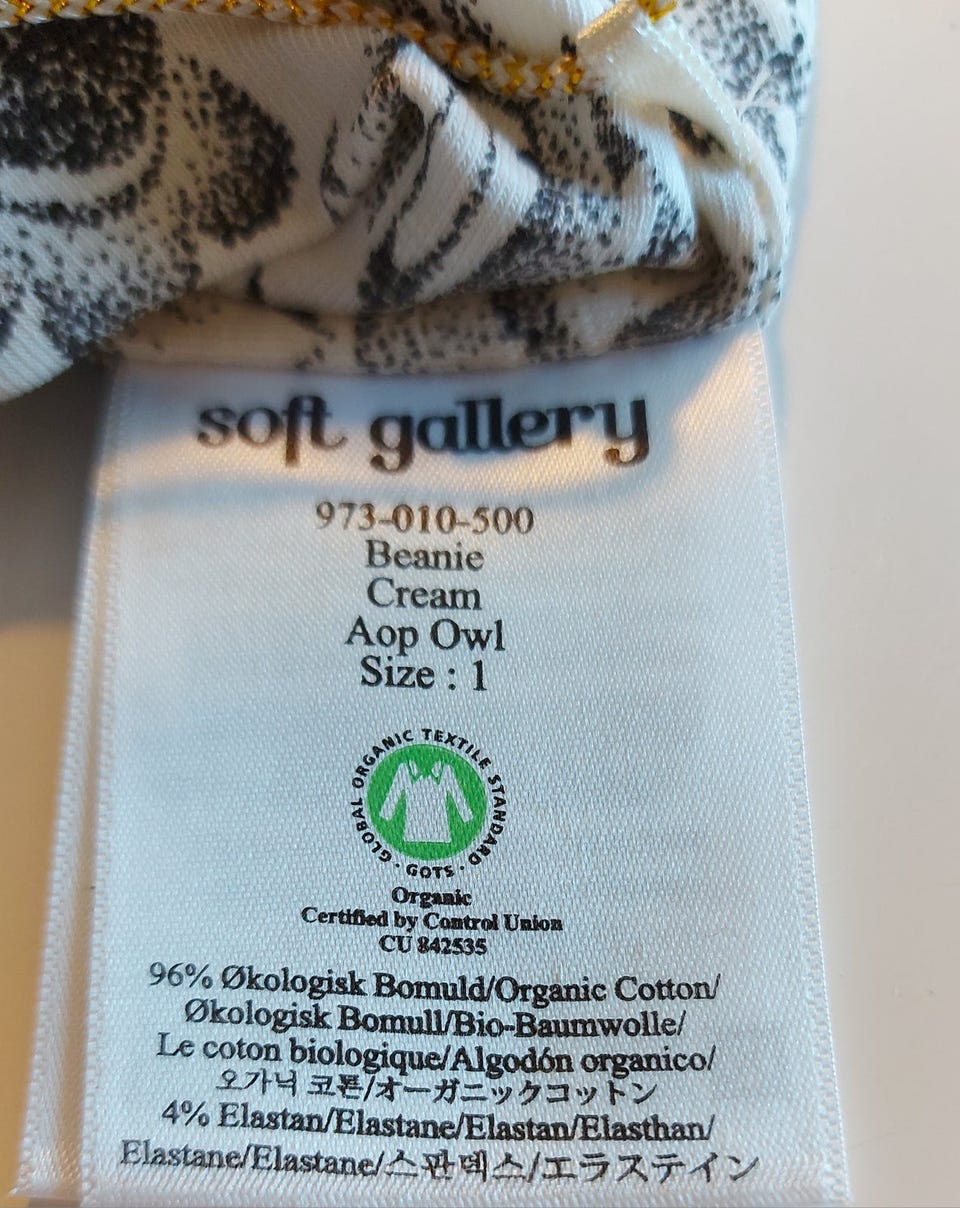 soft gallery
973-010-500
Beanie
Cream
Aop Owl
Size : 1
GLOBAL ORGANIC TEXTILE STANDARD · GOTS ·
Organic
Certified by Control Union
CU 842535
96% Økologisk Bomuld/Organic Cotton/
Økologisk Bomull/Bio-Baumwolle/
Le coton biologique/Algodón organico/
오가닉 코튼/オーガニックコットン
4% Elastan/Elastane/Elastan/Elasthan/
Elastane/Elastane/스판덱스/エラステイン